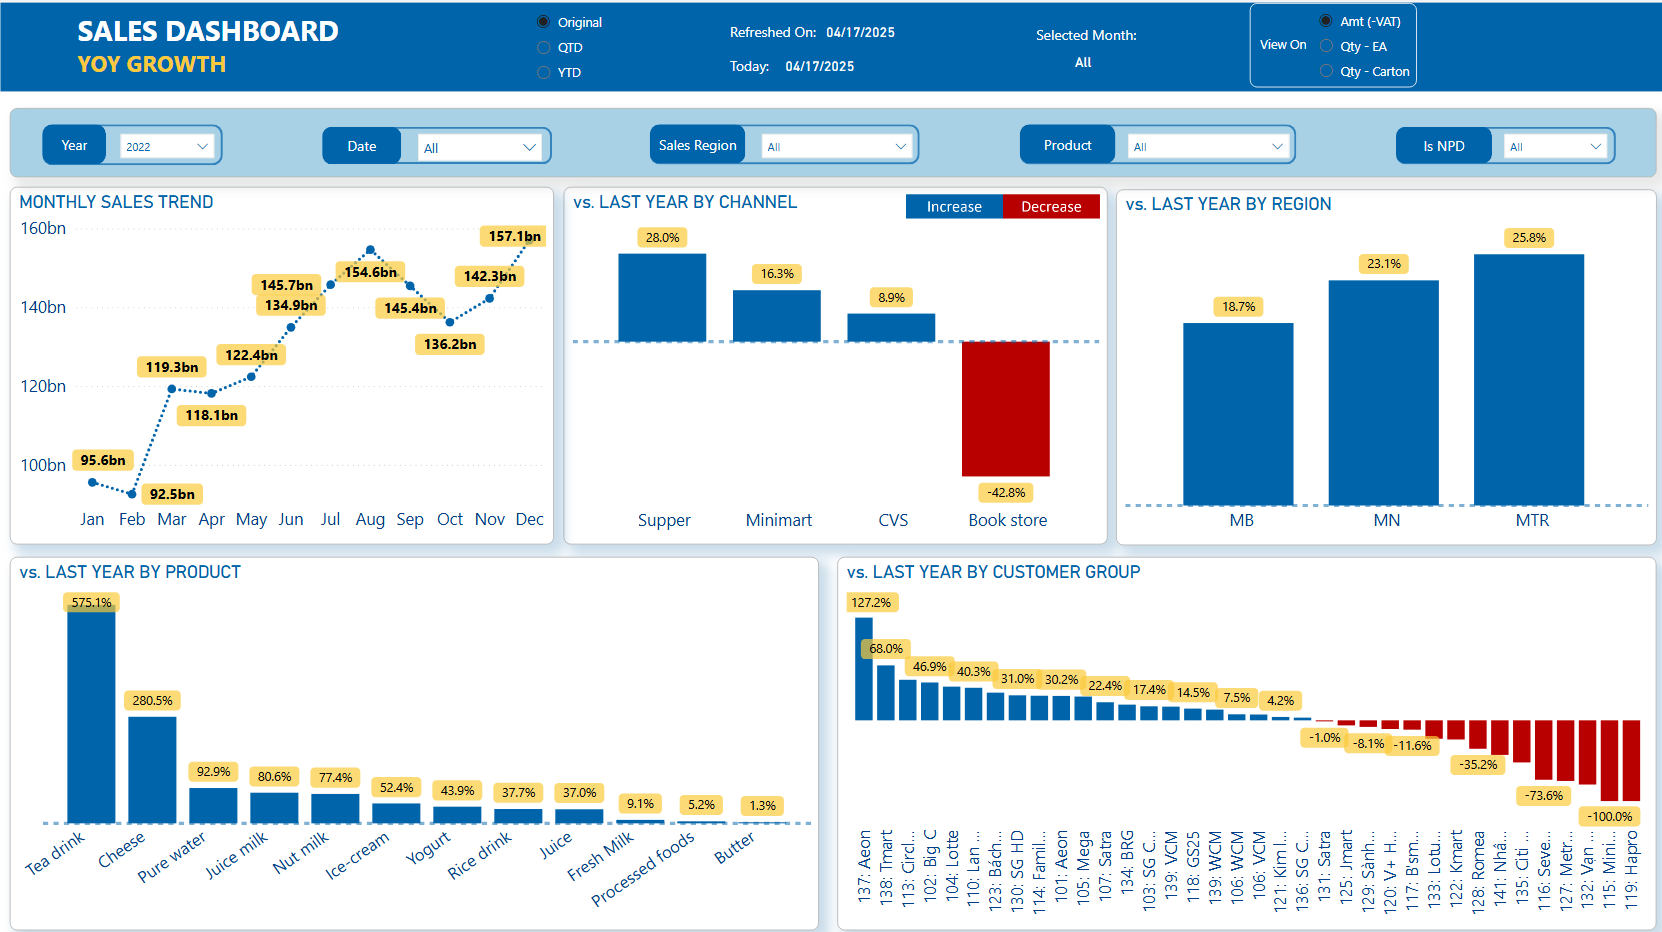 SALES DASHBOARD
YOY GROWTH
Original
QTD
YTD
Refreshed On: 04/17/2025
Today: 04/17/2025
Selected Month:
All
View On
Amt (-VAT)
Qty - EA
Qty - Carton
Year
2022
Date
All
Sales Region
All
Product
All
Is NPD
All
MONTHLY SALES TREND
160bn
140bn
120bn
100bn
95.6bn
92.5bn
119.3bn
118.1bn
122.4bn
134.9bn
145.7bn
154.6bn
145.4bn
136.2bn
142.3bn
157.1bn
Jan Feb Mar Apr May Jun Jul Aug Sep Oct Nov Dec
vs. LAST YEAR BY CHANNEL
Increase
Decrease
28.0%
16.3%
8.9%
-42.8%
Supper Minimart CVS Book store
vs. LAST YEAR BY REGION
18.7%
23.1%
25.8%
MB MN MTR
vs. LAST YEAR BY PRODUCT
575.1%
280.5%
92.9%
80.6%
77.4%
52.4%
43.9%
37.7%
37.0%
9.1%
5.2%
1.3%
Tea drink
Cheese
Pure water
Juice milk
Nut milk
Ice-cream
Yogurt
Rice drink
Juice
Fresh Milk
Processed foods
Butter
vs. LAST YEAR BY CUSTOMER GROUP
127.2%
68.0%
46.9%
40.3%
31.0%
30.2%
22.4%
17.4%
14.5%
7.5%
4.2%
-1.0%
-8.1%
-11.6%
-35.2%
-73.6%
-100.0%
137: Aeon
138: Tmart
113: Circl...
102: Big C
104: Lotte
110: Lan ...
123: Bách...
130: SG HD
114: Famil...
101: Aeon
105: Mega
107: Satra
134: BRG
103: SG C...
139: VCM
118: GS25
139: WCM
106: WCM
106: VCM
121: Kim l...
136: SG C...
131: Satra
125: Jmart
129: Sành...
120: V+ H...
117: B'sm...
133: Lotu...
122: Kmart
128: Romea
141: Nhâ...
135: Citi ...
116: Seve...
127: Metr...
132: Van ...
115: Mini...
119: Hapro